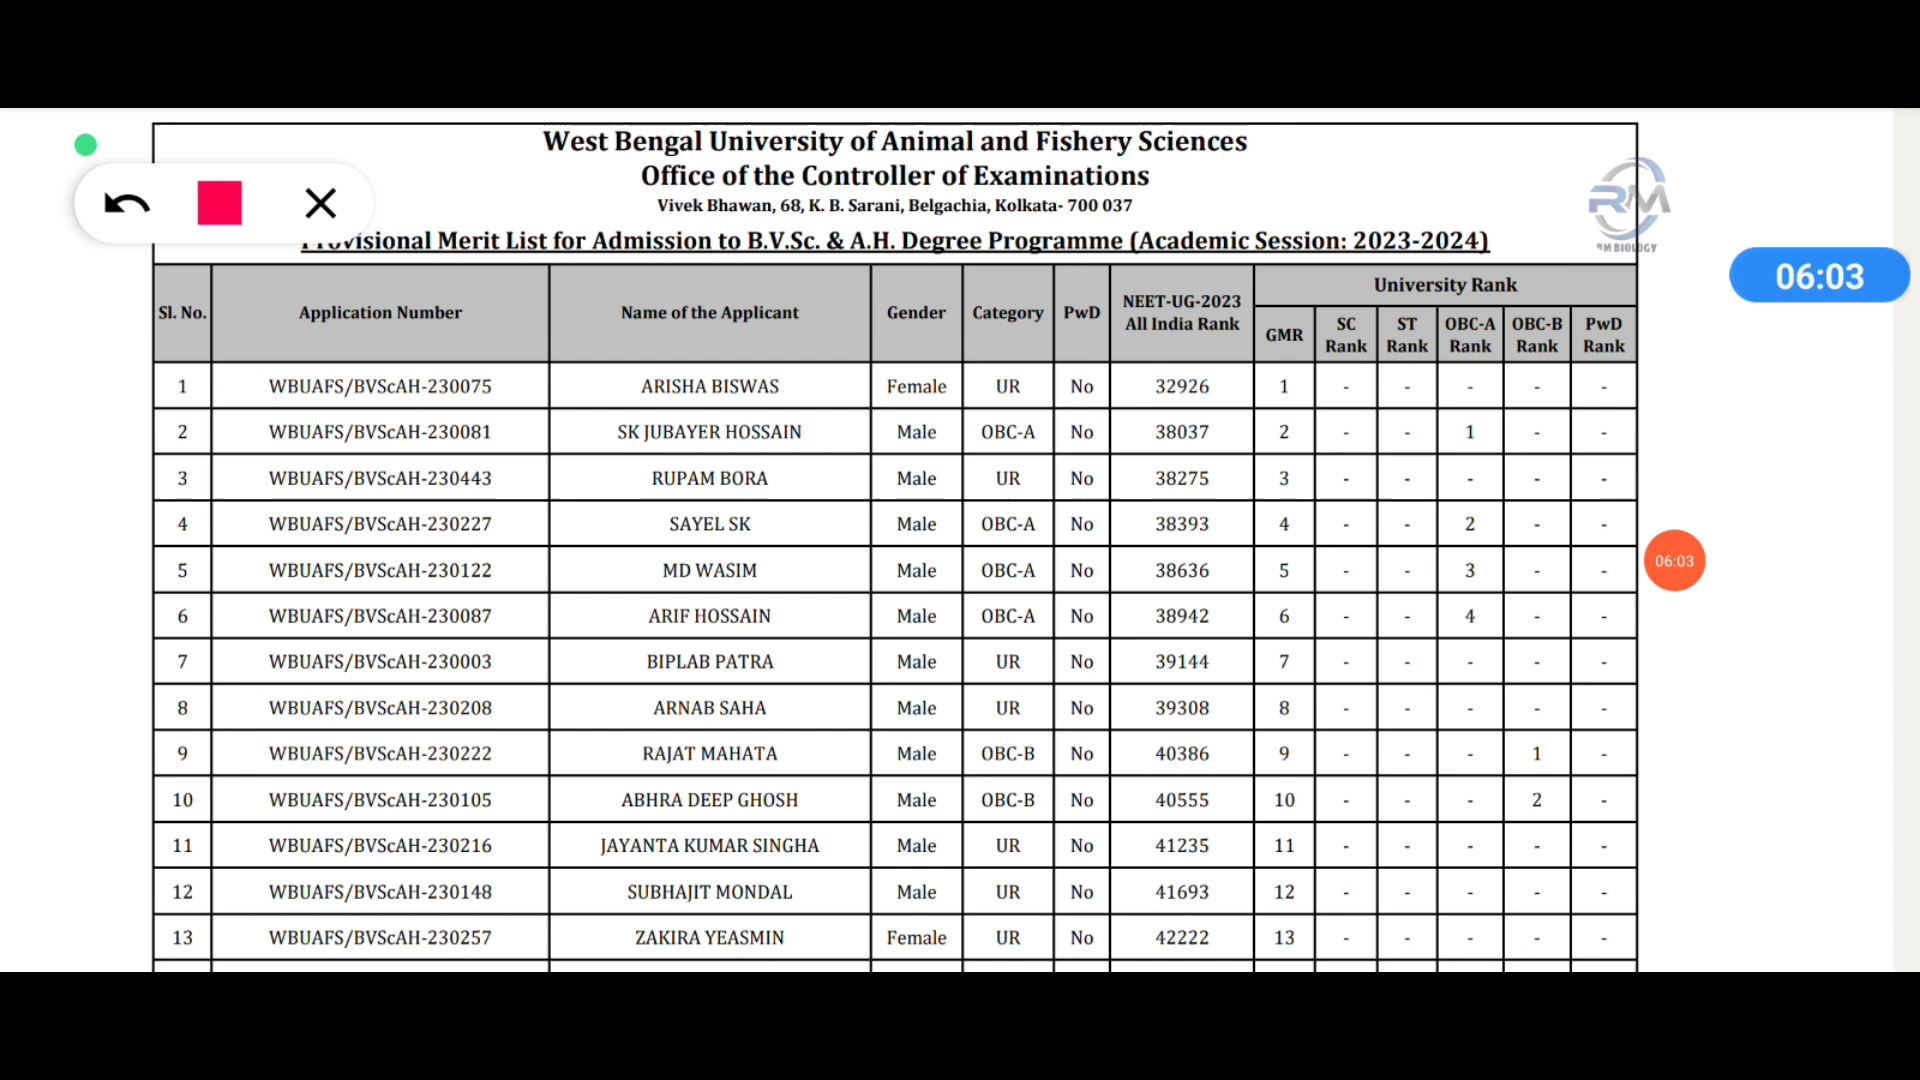 West Bengal University of Animal and Fishery Sciences
Office of the Controller of Examinations
Vivek Bhawan, 68, K. B. Sarani, Belgachia, Kolkata- 700 037
Provisional Merit List for Admission to B.V.Sc. & A.H. Degree Programme (Academic Session: 2023-2024)
RM BIOLOGY
06:03
Sl. No. Application Number Name of the Applicant Gender Category PwD NEET-UG-2023 All India Rank University Rank
GMR SC Rank ST Rank OBC-A Rank OBC-B Rank PwD Rank
1 WBUAFS/BVScAH-230075 ARISHA BISWAS Female UR No 32926 1 - - - - -
2 WBUAFS/BVScAH-230081 SK JUBAYER HOSSAIN Male OBC-A No 38037 2 - - 1 - -
3 WBUAFS/BVScAH-230443 RUPAM BORA Male UR No 38275 3 - - - - -
4 WBUAFS/BVScAH-230227 SAYEL SK Male OBC-A No 38393 4 - - 2 - -
5 WBUAFS/BVScAH-230122 MD WASIM Male OBC-A No 38636 5 - - 3 - -
06:03
6 WBUAFS/BVScAH-230087 ARIF HOSSAIN Male OBC-A No 38942 6 - - 4 - -
7 WBUAFS/BVScAH-230003 BIPLAB PATRA Male UR No 39144 7 - - - - -
8 WBUAFS/BVScAH-230208 ARNAB SAHA Male UR No 39308 8 - - - - -
9 WBUAFS/BVScAH-230222 RAJAT MAHATA Male OBC-B No 40386 9 - - - 1 -
10 WBUAFS/BVScAH-230105 ABHRA DEEP GHOSH Male OBC-B No 40555 10 - - - 2 -
11 WBUAFS/BVScAH-230216 JAYANTA KUMAR SINGHA Male UR No 41235 11 - - - - -
12 WBUAFS/BVScAH-230148 SUBHAJIT MONDAL Male UR No 41693 12 - - - - -
13 WBUAFS/BVScAH-230257 ZAKIRA YEASMIN Female UR No 42222 13 - - - - -